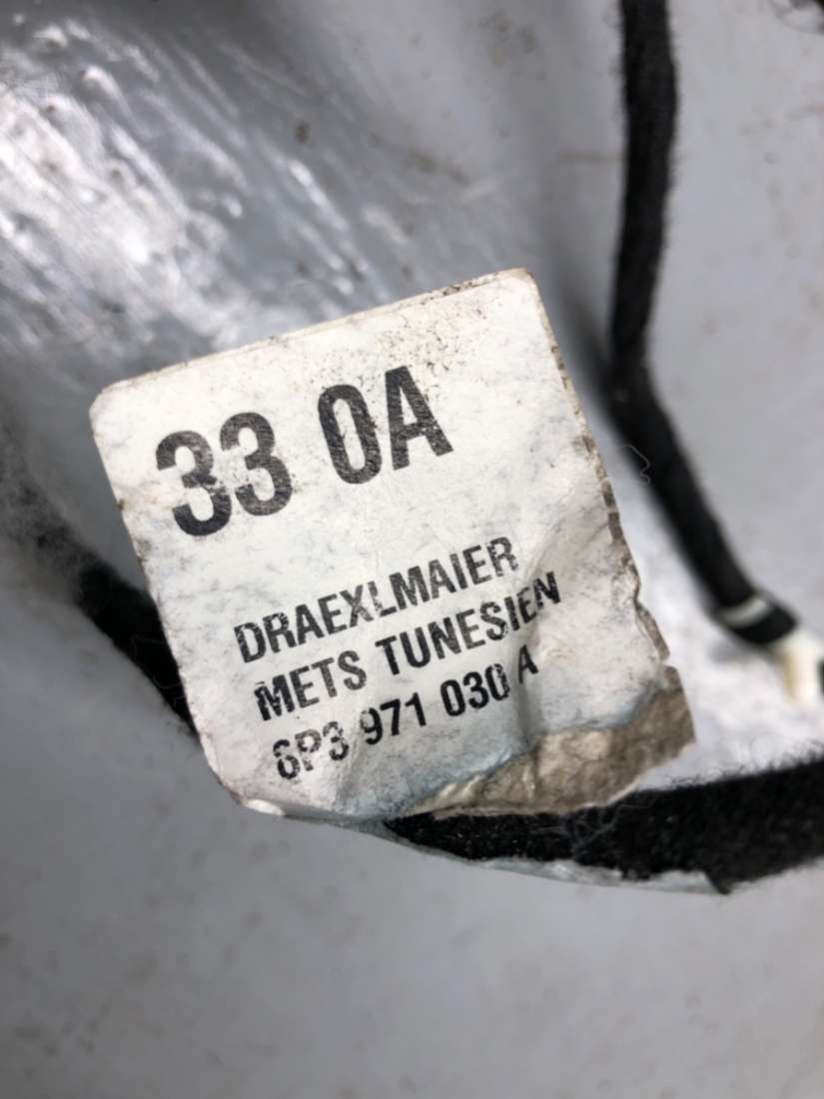 33 0A
DRAEXLMAIER
METS TUNESIEN
6P3 971 030 A